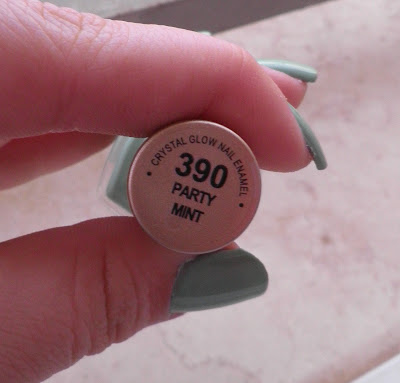 • CRYSTAL GLOW NAIL ENAMEL •
390
PARTY
MINT